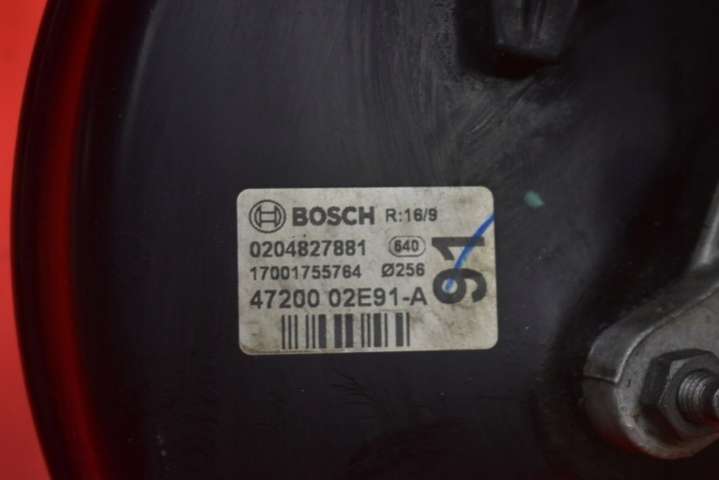 BOSCH R:16/9
0204827881 640
17001755764 Ø256
47200 02E91-A
91